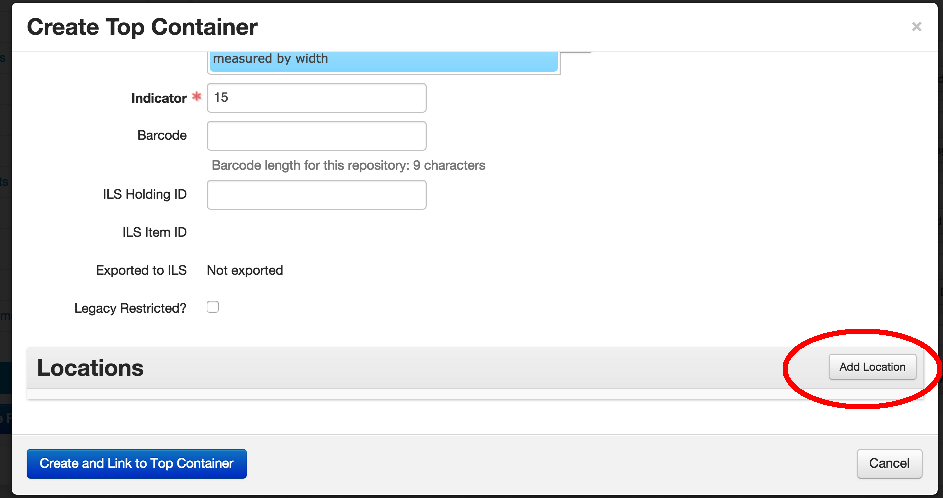 Create Top Container
×
measured by width
Indicator * 15
Barcode
Barcode length for this repository: 9 characters
ILS Holding ID
ILS Item ID
Exported to ILS Not exported
Legacy Restricted?
Locations Add Location
Create and Link to Top Container Cancel